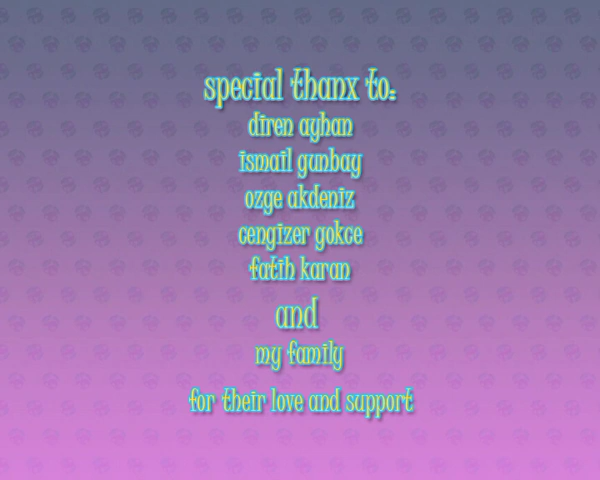 special thanx to:
diren ayhan
ismail gunbay
ozge akdeniz
cengizer gokce
fatih karan
and
my family
for their love and support